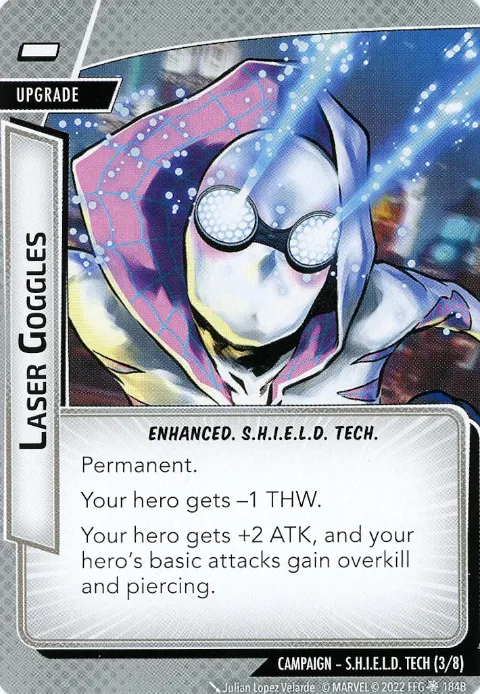 UPGRADE
LASER GOGGLES
ENHANCED. S.H.I.E.L.D. TECH.
Permanent.
Your hero gets –1 THW.
Your hero gets +2 ATK, and your
hero's basic attacks gain overkill
and piercing.
CAMPAIGN – S.H.I.E.L.D. TECH (3/8)
Julian Lopez Velarde © MARVEL © 2022 FFG 184B